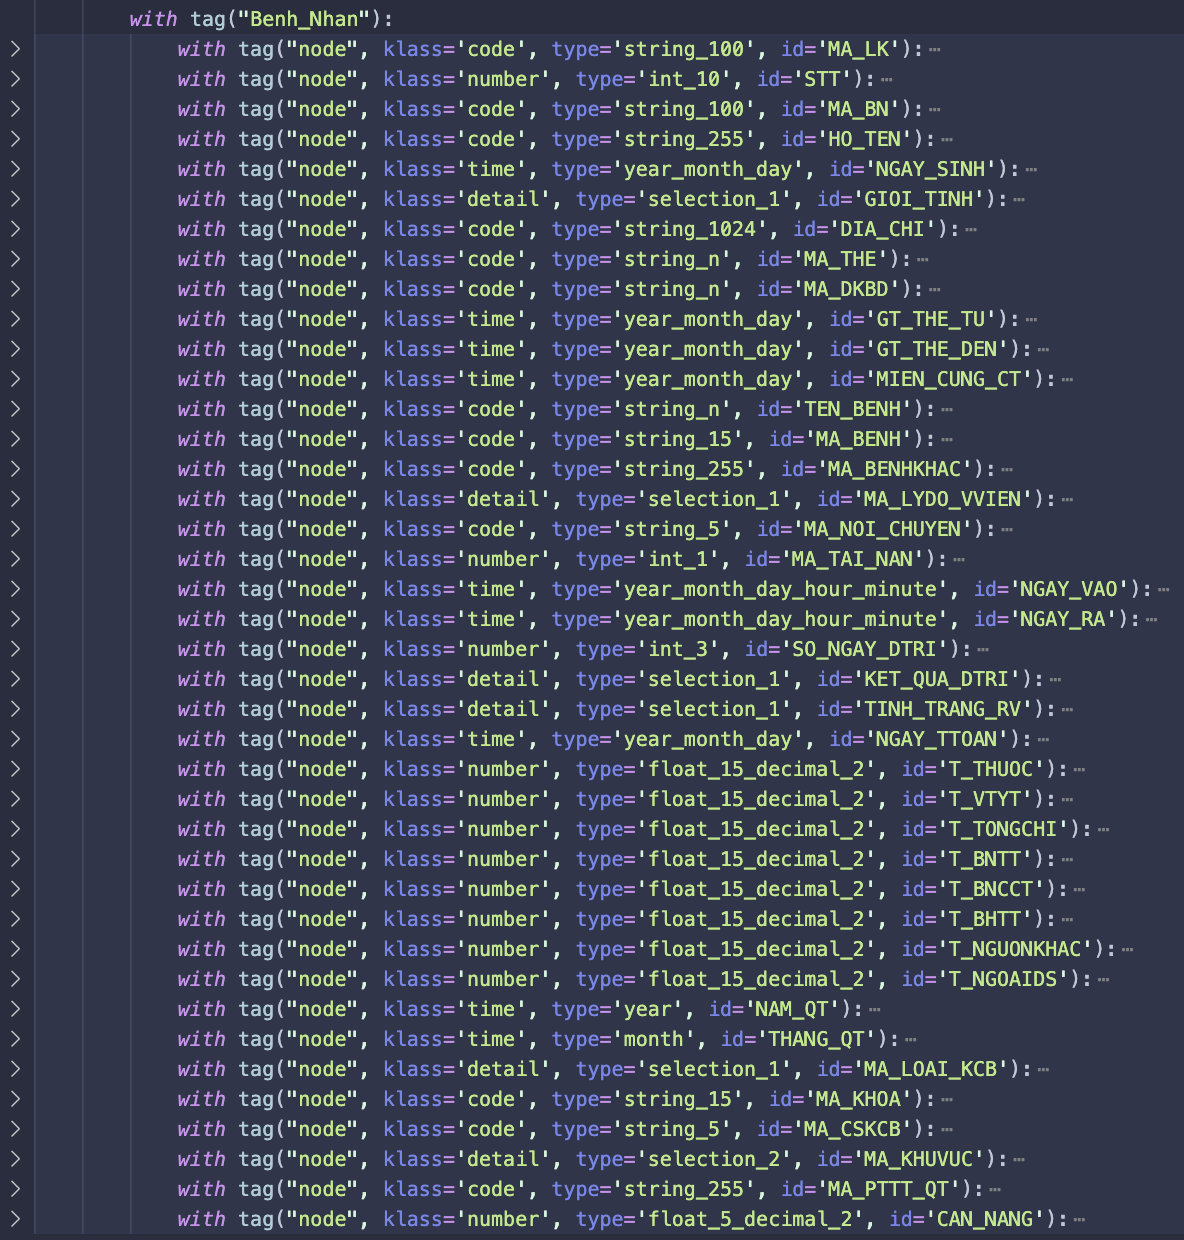 with tag("Benh_Nhan"):
with tag("node", klass='code', type='string_100', id='MA_LK'):
with tag("node", klass='number', type='int_10', id='STT'):
with tag("node", klass='code', type='string_100', id='MA_BN'):
with tag("node", klass='code', type='string_255', id='HO_TEN'):
with tag("node", klass='time', type='year_month_day', id='NGAY_SINH'):
with tag("node", klass='detail', type='selection_1', id='GIOI_TINH'):
with tag("node", klass='code', type='string_1024', id='DIA_CHI'):
with tag("node", klass='code', type='string_n', id='MA_THE'):
with tag("node", klass='code', type='string_n', id='MA_DKBD'):
with tag("node", klass='time', type='year_month_day', id='GT_THE_TU'):
with tag("node", klass='time', type='year_month_day', id='GT_THE_DEN'):
with tag("node", klass='time', type='year_month_day', id='MIEN_CUNG_CT'):
with tag("node", klass='code', type='string_n', id='TEN_BENH'):
with tag("node", klass='code', type='string_15', id='MA_BENH'):
with tag("node", klass='code', type='string_255', id='MA_BENHKHAC'):
with tag("node", klass='detail', type='selection_1', id='MA_LYDO_VVIEN'):
with tag("node", klass='code', type='string_5', id='MA_NOI_CHUYEN'):
with tag("node", klass='number', type='int_1', id='MA_TAI_NAN'):
with tag("node", klass='time', type='year_month_day_hour_minute', id='NGAY_VAO'):
with tag("node", klass='time', type='year_month_day_hour_minute', id='NGAY_RA'):
with tag("node", klass='number', type='int_3', id='SO_NGAY_DTRI'):
with tag("node", klass='detail', type='selection_1', id='KET_QUA_DTRI'):
with tag("node", klass='detail', type='selection_1', id='TINH_TRANG_RV'):
with tag("node", klass='time', type='year_month_day', id='NGAY_TTOAN'):
with tag("node", klass='number', type='float_15_decimal_2', id='T_THUOC'):
with tag("node", klass='number', type='float_15_decimal_2', id='T_VTYT'):
with tag("node", klass='number', type='float_15_decimal_2', id='T_TONGCHI'):
with tag("node", klass='number', type='float_15_decimal_2', id='T_BNTT'):
with tag("node", klass='number', type='float_15_decimal_2', id='T_BNCCT'):
with tag("node", klass='number', type='float_15_decimal_2', id='T_BHTT'):
with tag("node", klass='number', type='float_15_decimal_2', id='T_NGUONKHAC'):
with tag("node", klass='number', type='float_15_decimal_2', id='T_NGOAIDS'):
with tag("node", klass='time', type='year', id='NAM_QT'):
with tag("node", klass='time', type='month', id='THANG_QT'):
with tag("node", klass='detail', type='selection_1', id='MA_LOAI_KCB'):
with tag("node", klass='code', type='string_15', id='MA_KHOA'):
with tag("node", klass='code', type='string_5', id='MA_CSKCB'):
with tag("node", klass='detail', type='selection_2', id='MA_KHUVUC'):
with tag("node", klass='code', type='string_255', id='MA_PTTT_QT'):
with tag("node", klass='number', type='float_5_decimal_2', id='CAN_NANG'):